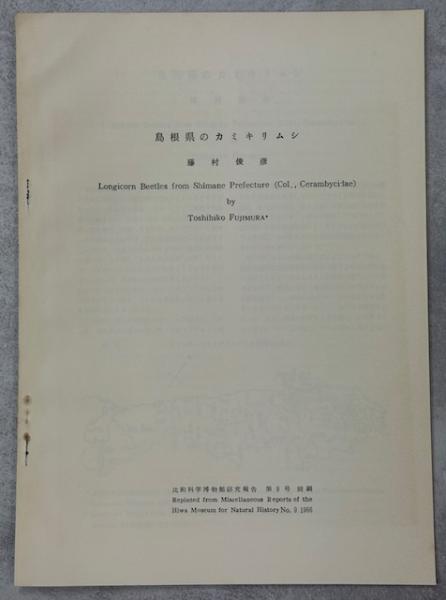 島根県のカミキリムシ
藤村俊彦
Longicorn Beetles from Shimane Prefecture (Col., Cerambycidae)
by
Toshihiko FUJIMURA*
比和科学博物館研究報告 第9号 別刷
Reprinted from Miscellaneous Reports of the
Hiwa Museum for Natural History No. 9, 1966